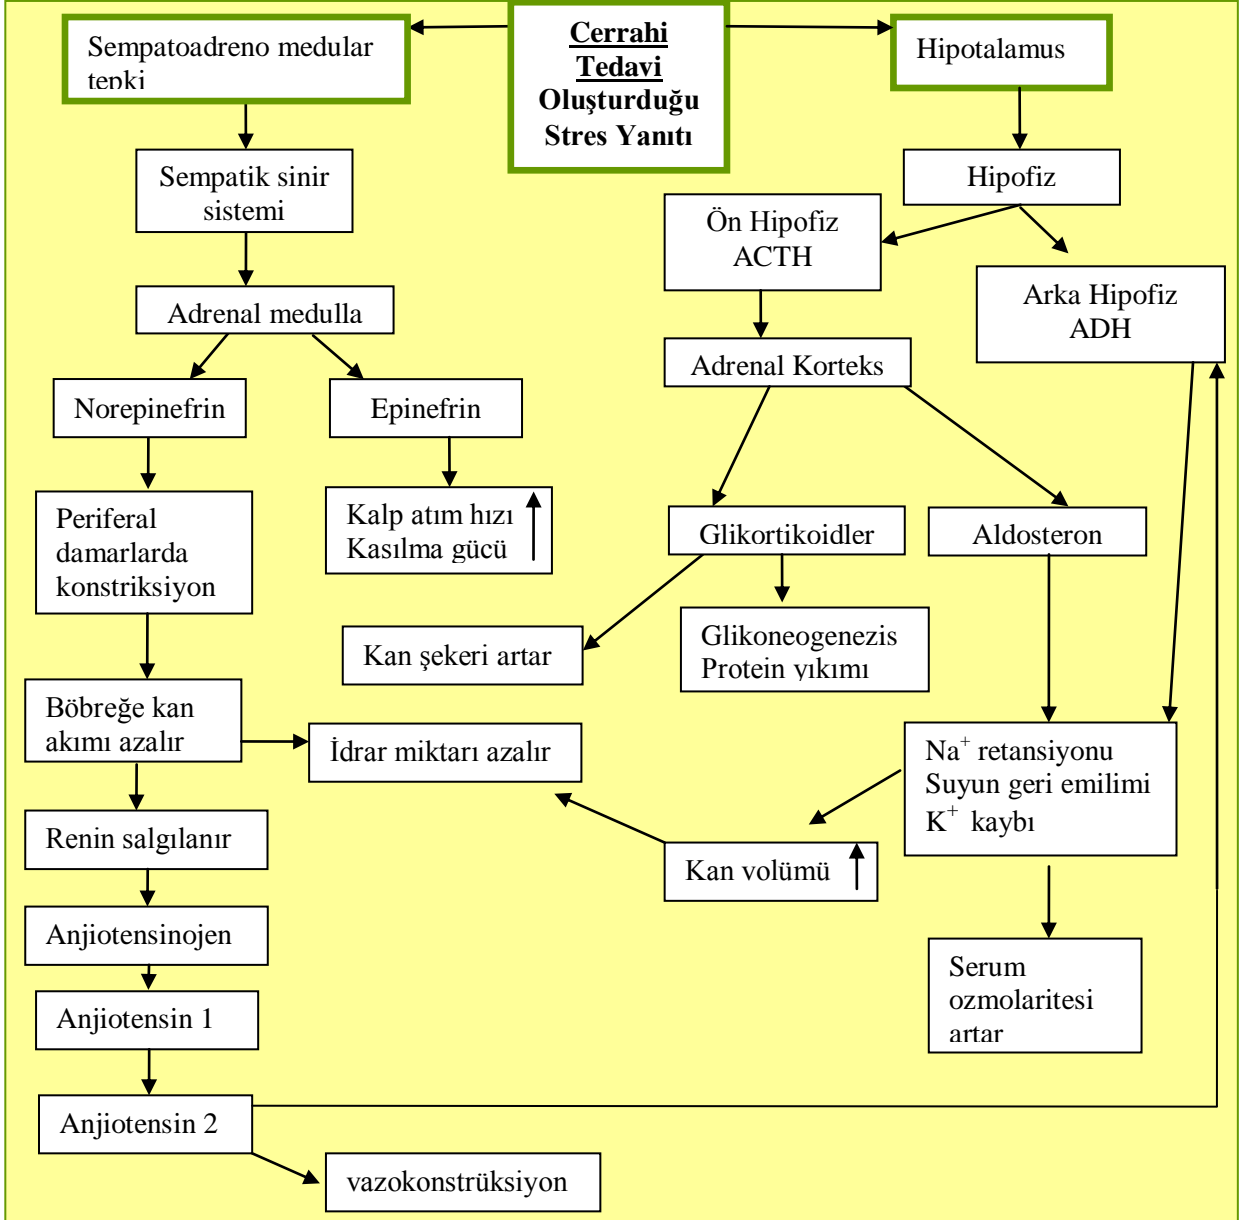 Cerrahi
Tedavi
Oluşturduğu
Stres Yanıtı
Sempatoadreno medular
tepki
Sempatik sinir
sistemi
Adrenal medulla
Norepinefrin
Epinefrin
Periferal
damarlarda
konstriksiyon
Kalp atım hızı
Kasılma gücü
Böbreğe kan
akımı azalır
İdrar miktarı azalır
Renin salgılanır
Anjiotensinojen
Anjiotensin 1
Anjiotensin 2
vazokonstrüksiyon
Hipotalamus
Hipofiz
Ön Hipofiz
ACTH
Arka Hipofiz
ADH
Adrenal Korteks
Glikortikoidler
Aldosteron
Kan şekeri artar
Glikoneogenezis
Protein yıkımı
Na⁺ retansiyonu
Suyun geri emilimi
K⁺ kaybı
Kan volümü
Serum
ozmolaritesi
artar